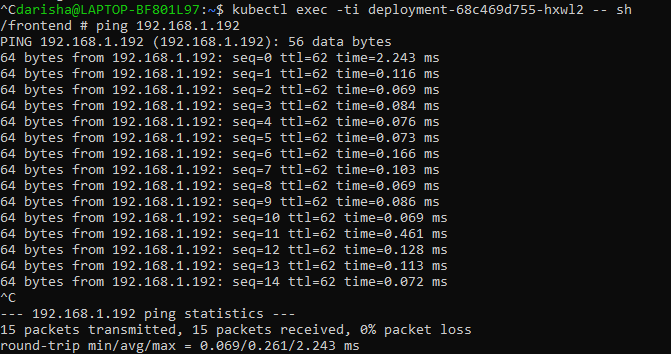 ^Cdarisha@LAPTOP-BF801L97:~$ kubectl exec -ti deployment-68c469d755-hxwl2 -- sh
/frontend # ping 192.168.1.192
PING 192.168.1.192 (192.168.1.192): 56 data bytes
64 bytes from 192.168.1.192: seq=0 ttl=62 time=2.243 ms
64 bytes from 192.168.1.192: seq=1 ttl=62 time=0.116 ms
64 bytes from 192.168.1.192: seq=2 ttl=62 time=0.069 ms
64 bytes from 192.168.1.192: seq=3 ttl=62 time=0.084 ms
64 bytes from 192.168.1.192: seq=4 ttl=62 time=0.076 ms
64 bytes from 192.168.1.192: seq=5 ttl=62 time=0.073 ms
64 bytes from 192.168.1.192: seq=6 ttl=62 time=0.166 ms
64 bytes from 192.168.1.192: seq=7 ttl=62 time=0.103 ms
64 bytes from 192.168.1.192: seq=8 ttl=62 time=0.069 ms
64 bytes from 192.168.1.192: seq=9 ttl=62 time=0.086 ms
64 bytes from 192.168.1.192: seq=10 ttl=62 time=0.069 ms
64 bytes from 192.168.1.192: seq=11 ttl=62 time=0.461 ms
64 bytes from 192.168.1.192: seq=12 ttl=62 time=0.128 ms
64 bytes from 192.168.1.192: seq=13 ttl=62 time=0.113 ms
64 bytes from 192.168.1.192: seq=14 ttl=62 time=0.072 ms
^C
--- 192.168.1.192 ping statistics ---
15 packets transmitted, 15 packets received, 0% packet loss
round-trip min/avg/max = 0.069/0.261/2.243 ms